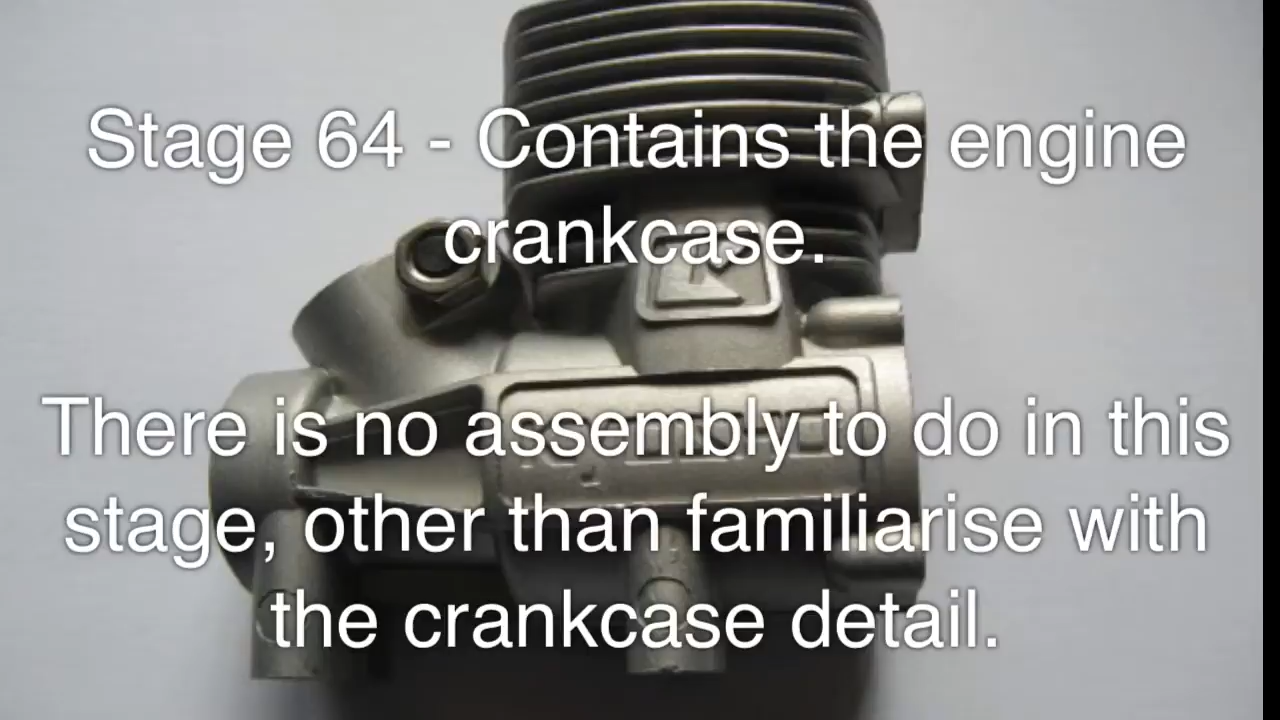 Stage 64 - Contains the engine
crankcase.
There is no assembly to do in this
stage, other than familiarise with
the crankcase detail.